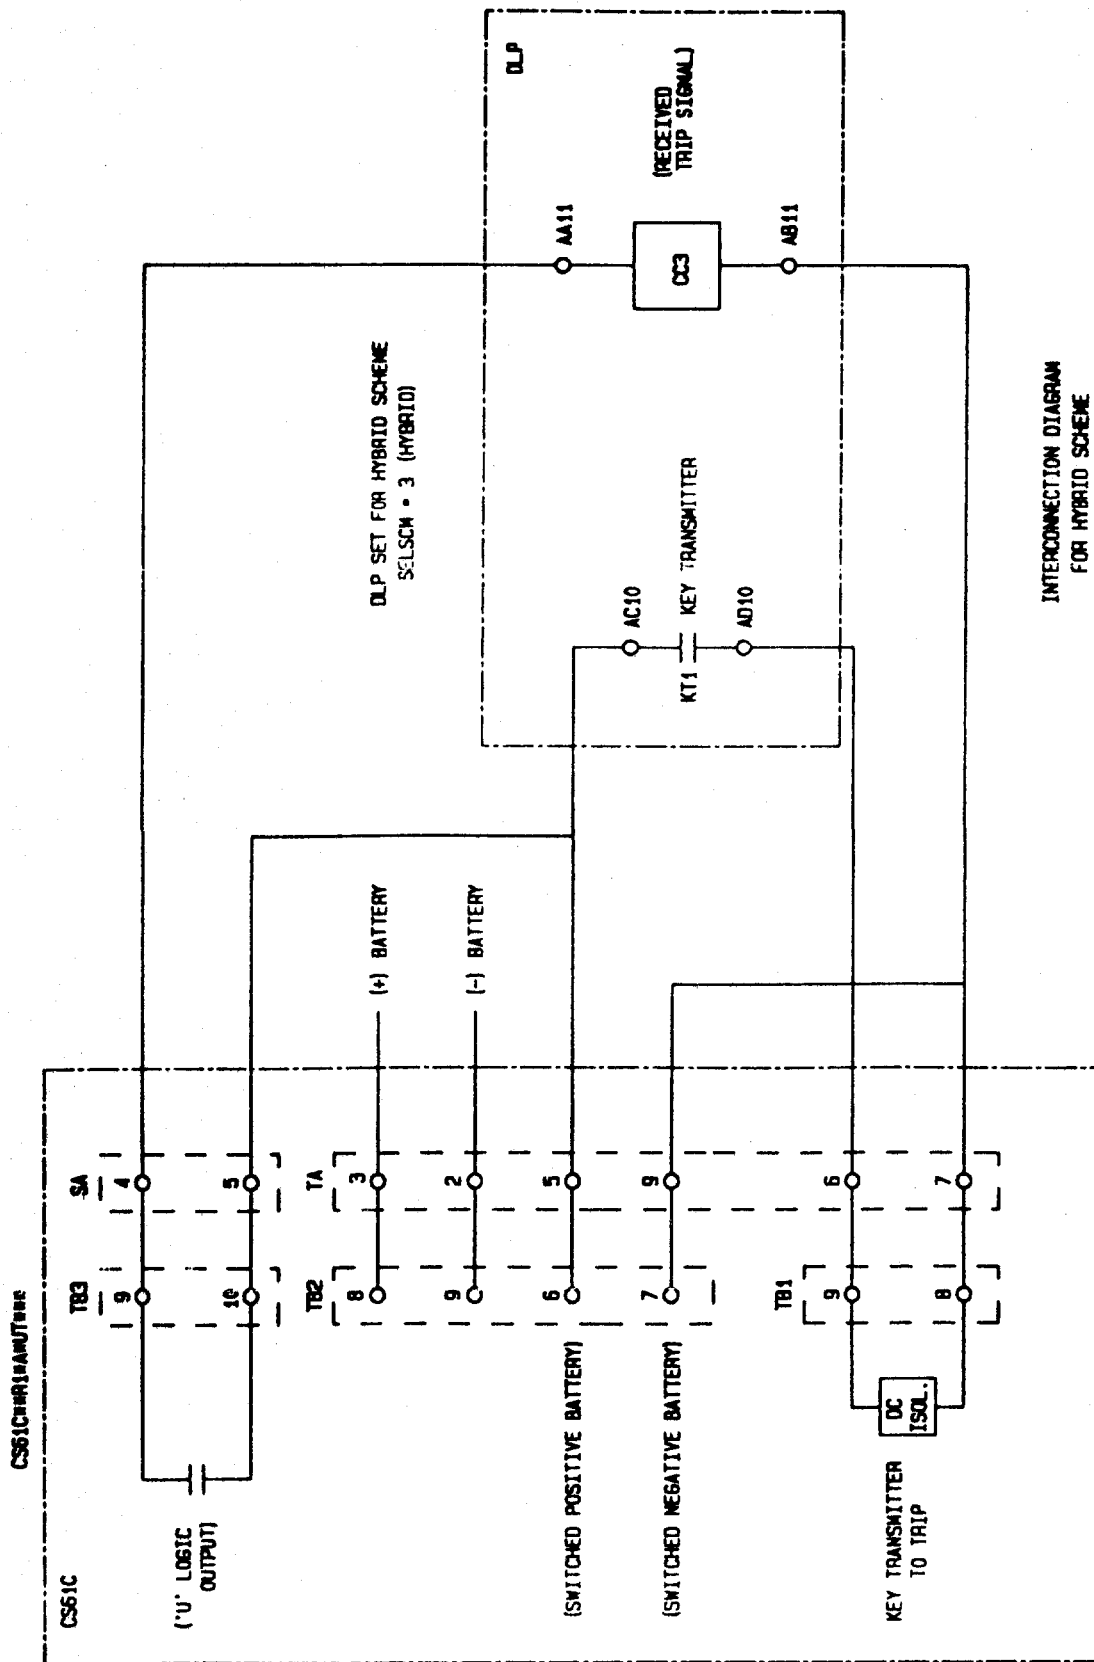 CS61C
("U" LOGIC
OUTPUT)
TB3
SA
9
4
10
5
TB2
TA
8
3
(+) BATTERY
9
2
(-) BATTERY
(SWITCHED POSITIVE BATTERY)
6
5
(SWITCHED NEGATIVE BATTERY)
7
9
TB1
9
6
8
7
KEY TRANSMITTER
TO TRIP
DC
ISOL.
DLP SET FOR HYBRID SCHEME
SELSCM = 3 (HYBRID)
DLP
AC10
KT1
KEY TRANSMITTER
AD10
AA11
CC3
(RECEIVED
TRIP SIGNAL)
AB11
INTERCONNECTION DIAGRAM
FOR HYBRID SCHEME